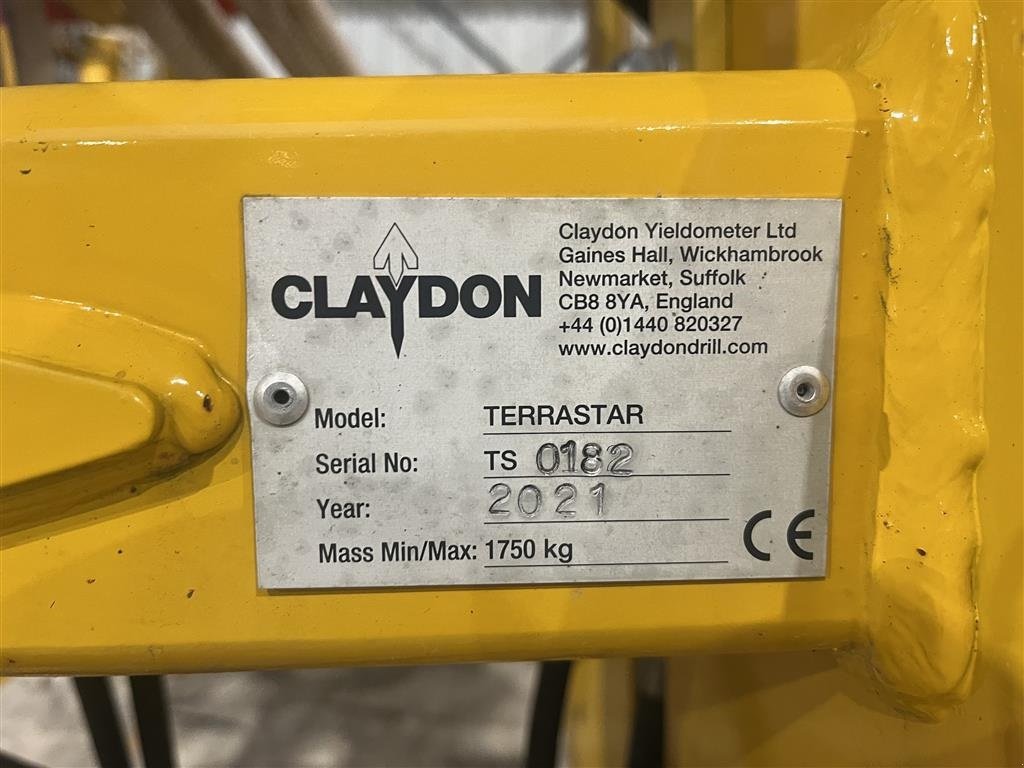 CLAYDON
Claydon Yieldometer Ltd
Gaines Hall, Wickhambrook
Newmarket, Suffolk
CB8 8YA, England
+44 (0)1440 820327
www.claydondrill.com
Model: TERRASTAR
Serial No: TS 0182
Year: 2021
Mass Min/Max: 1750 kg
CE